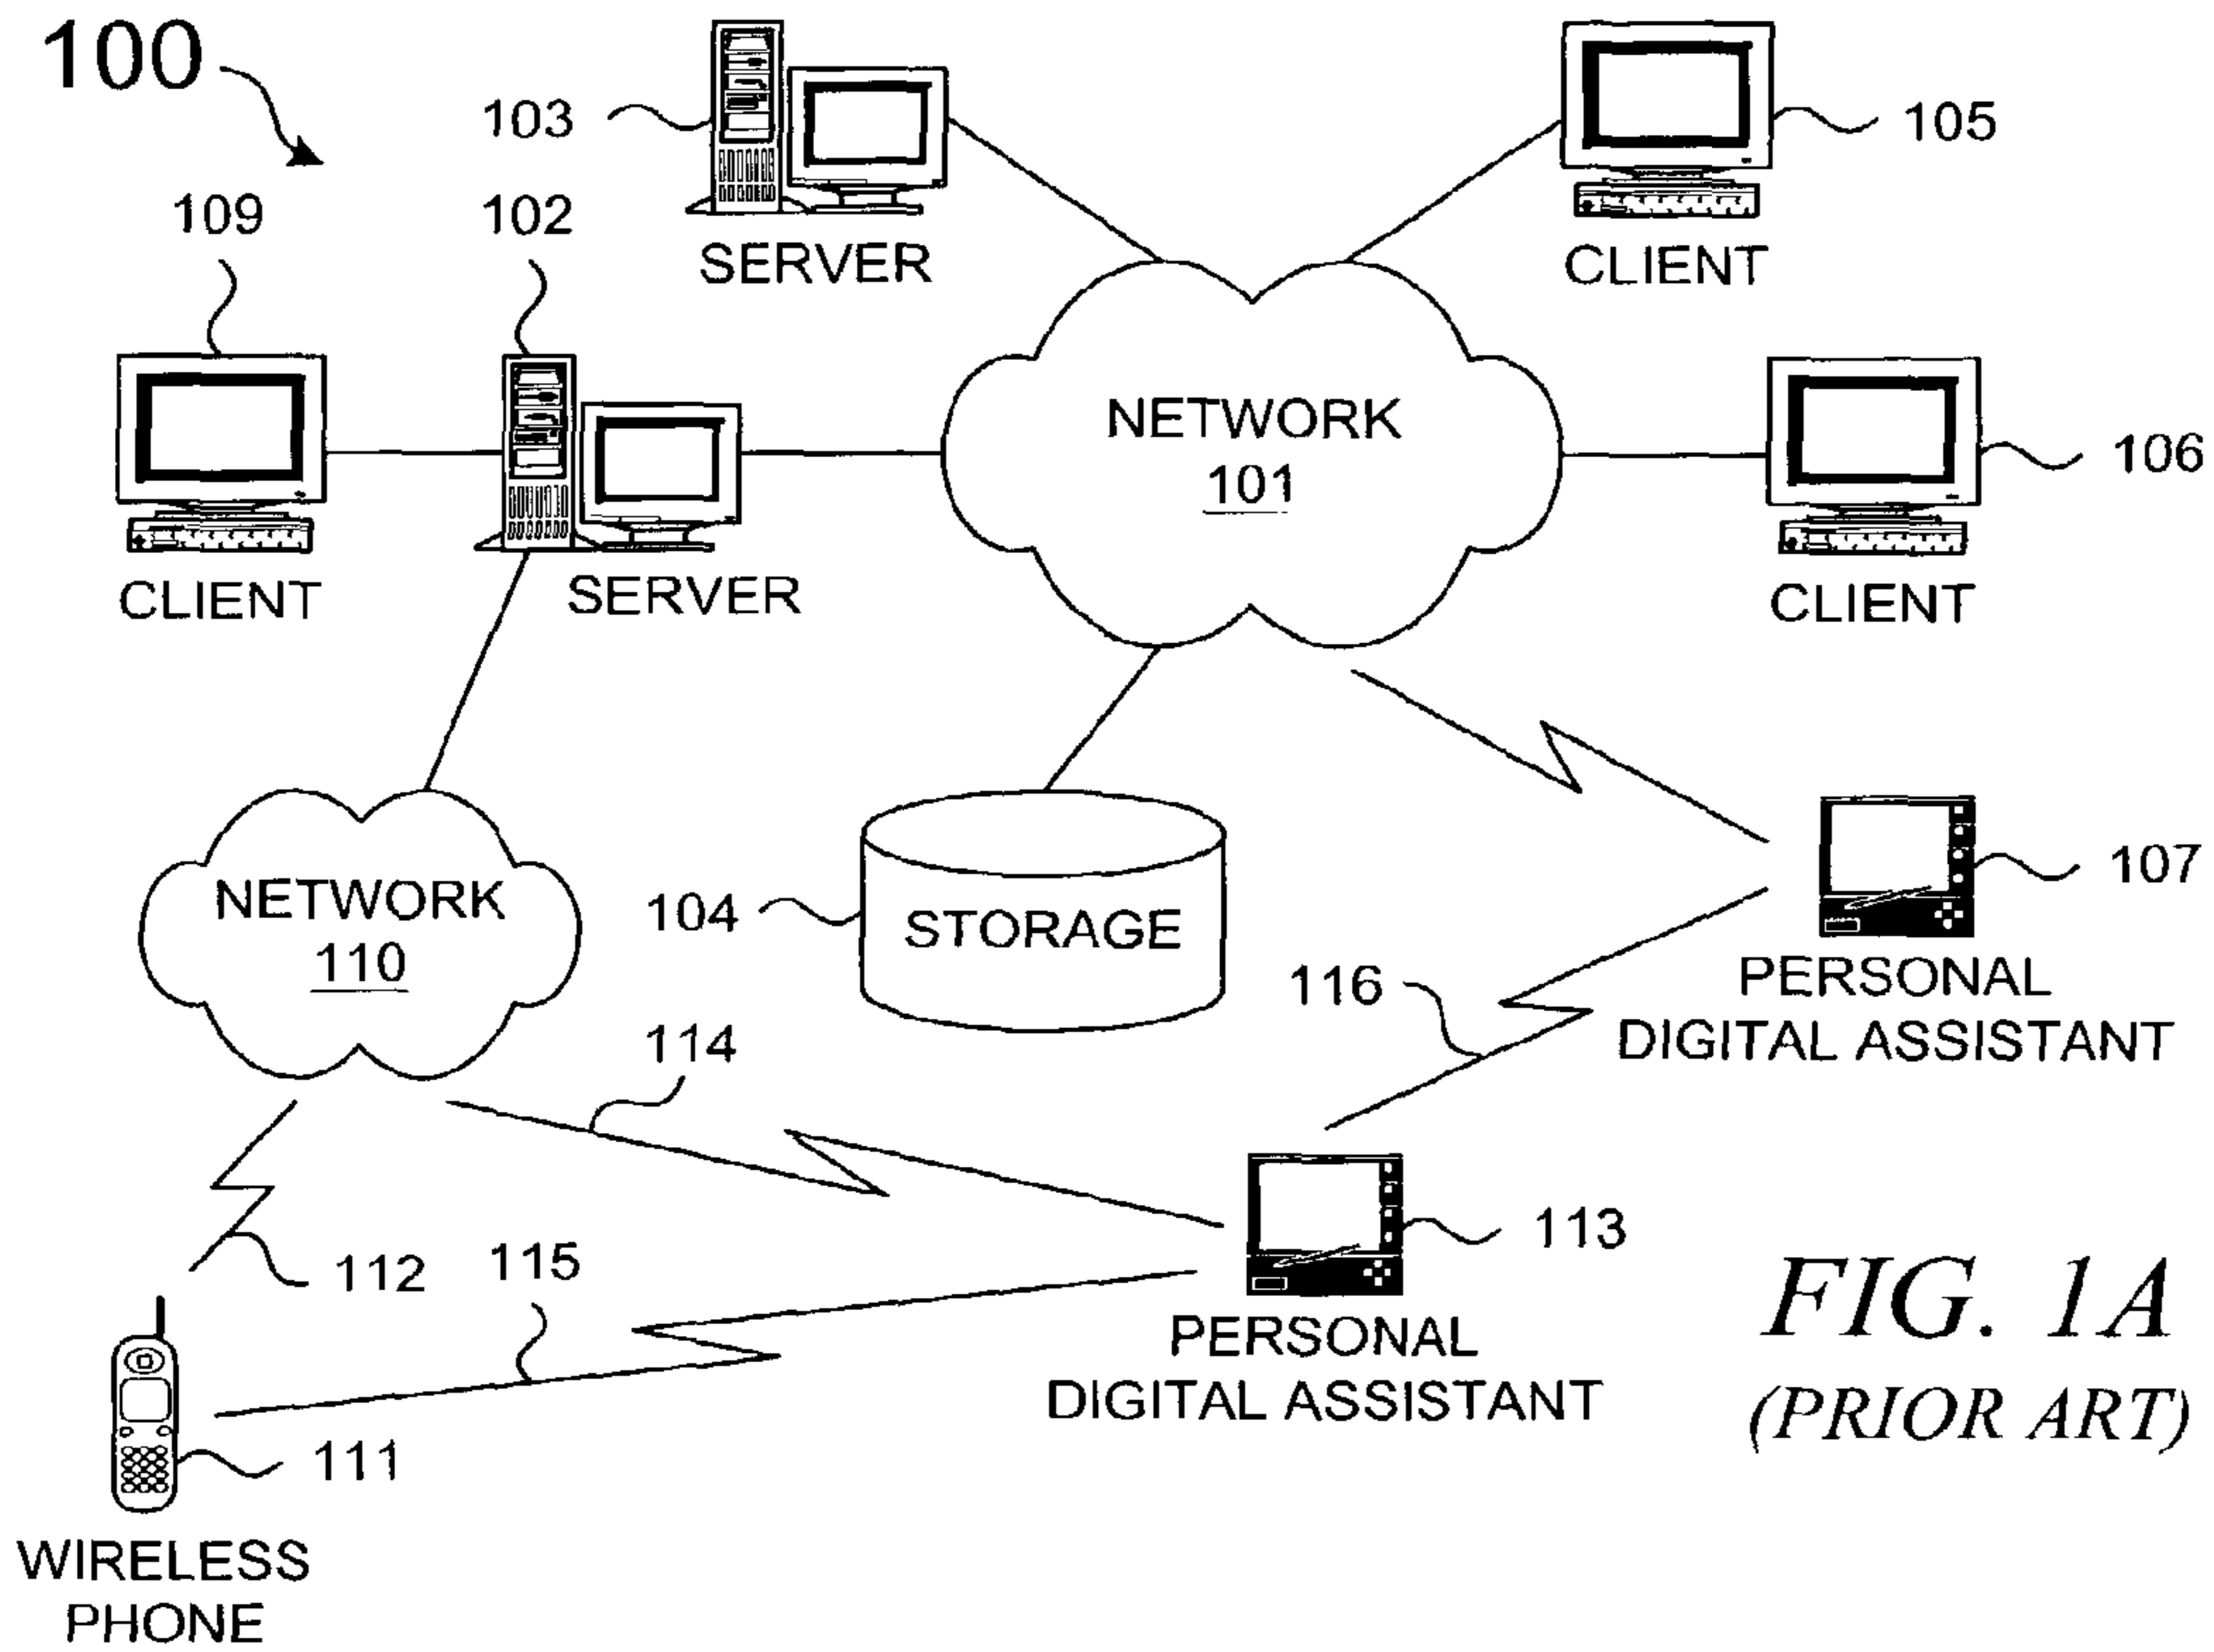 100
103
105
109
102
SERVER
CLIENT
NETWORK
101
106
CLIENT
SERVER
CLIENT
NETWORK
110
104
STORAGE
107
116
PERSONAL
DIGITAL ASSISTANT
114
113
115
112
PERSONAL
DIGITAL ASSISTANT
FIG. 1A
(PRIOR ART)
111
WIRELESS
PHONE